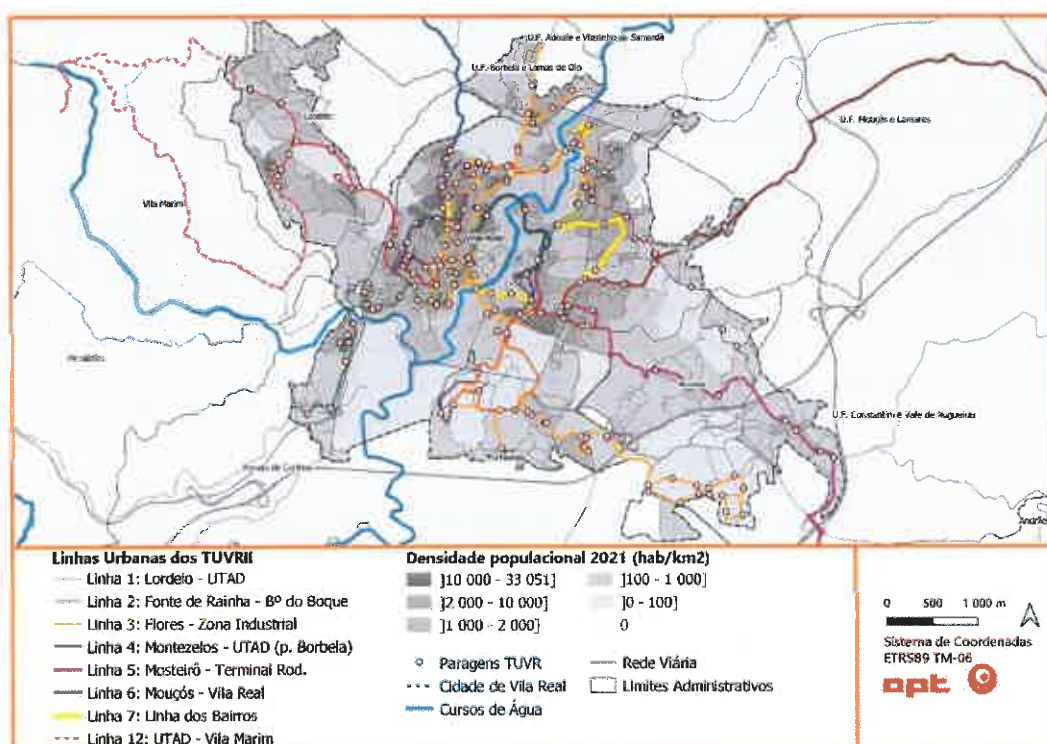 U.F. Adoufe e Vilarinho de Samardã
U.F. Borbela e Lamas de Olo
Lordelo
U.F. Mouçós e Lamares
Vila Marim
U.F. Constantim e Vale de Nogueiras
Andrães
Linhas Urbanas dos TUVRII
Linha 1: Lordelo - UTAD
Linha 2: Fonte de Rainha - Bº do Boque
Linha 3: Flores - Zona Industrial
Linha 4: Montezelos - UTAD (p. Borbela)
Linha 5: Mosteirô - Terminal Rod.
Linha 6: Mouçós - Vila Real
Linha 7: Linha dos Bairros
Linha 12: UTAD - Vila Marim
Densidade populacional 2021 (hab/km2)
]10 000 - 33 051]
]2 000 - 10 000]
]1 000 - 2 000]
]100 - 1 000]
]0 - 100]
0
Paragens TUVR
Cidade de Vila Real
Cursos de Água
Rede Viária
Limites Administrativos
0 500 1 000 m
Sistema de Coordenadas
ETRS89 TM-06
opt